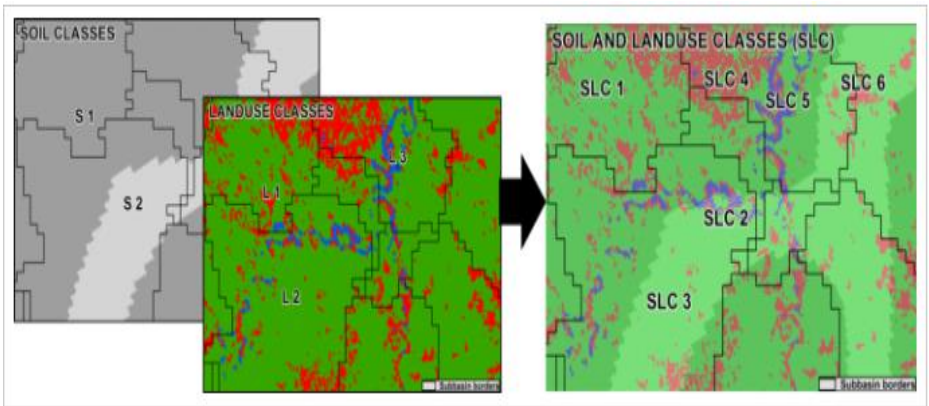 SOIL CLASSES
S 1
S 2
LANDUSE CLASSES
L 3
L 1
L 2
Subbasin borders
SOIL AND LANDUSE CLASSES (SLC)
SLC 1
SLC 4
SLC 6
SLC 5
SLC 2
SLC 3
Subbasin borders